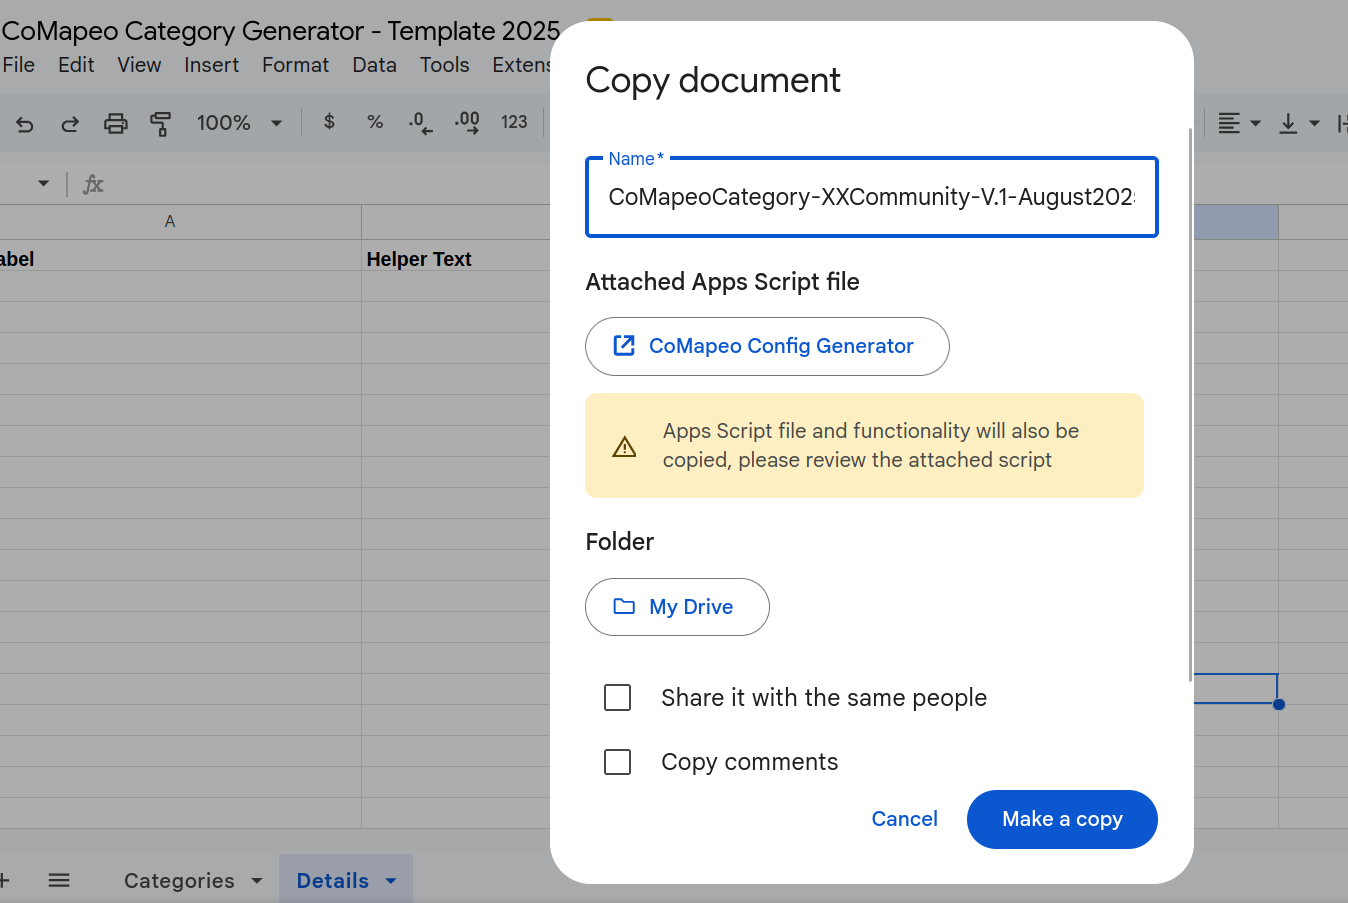 CoMapeo Category Generator - Template 2025
File Edit View Insert Format Data Tools Extens
100% $ % .0 .00 123
fx
A
abel Helper Text
Copy document
Name*
CoMapeoCategory-XXCommunity-V.1-August202
Attached Apps Script file
CoMapeo Config Generator
Apps Script file and functionality will also be
copied, please review the attached script
Folder
My Drive
Share it with the same people
Copy comments
Cancel Make a copy
Categories Details